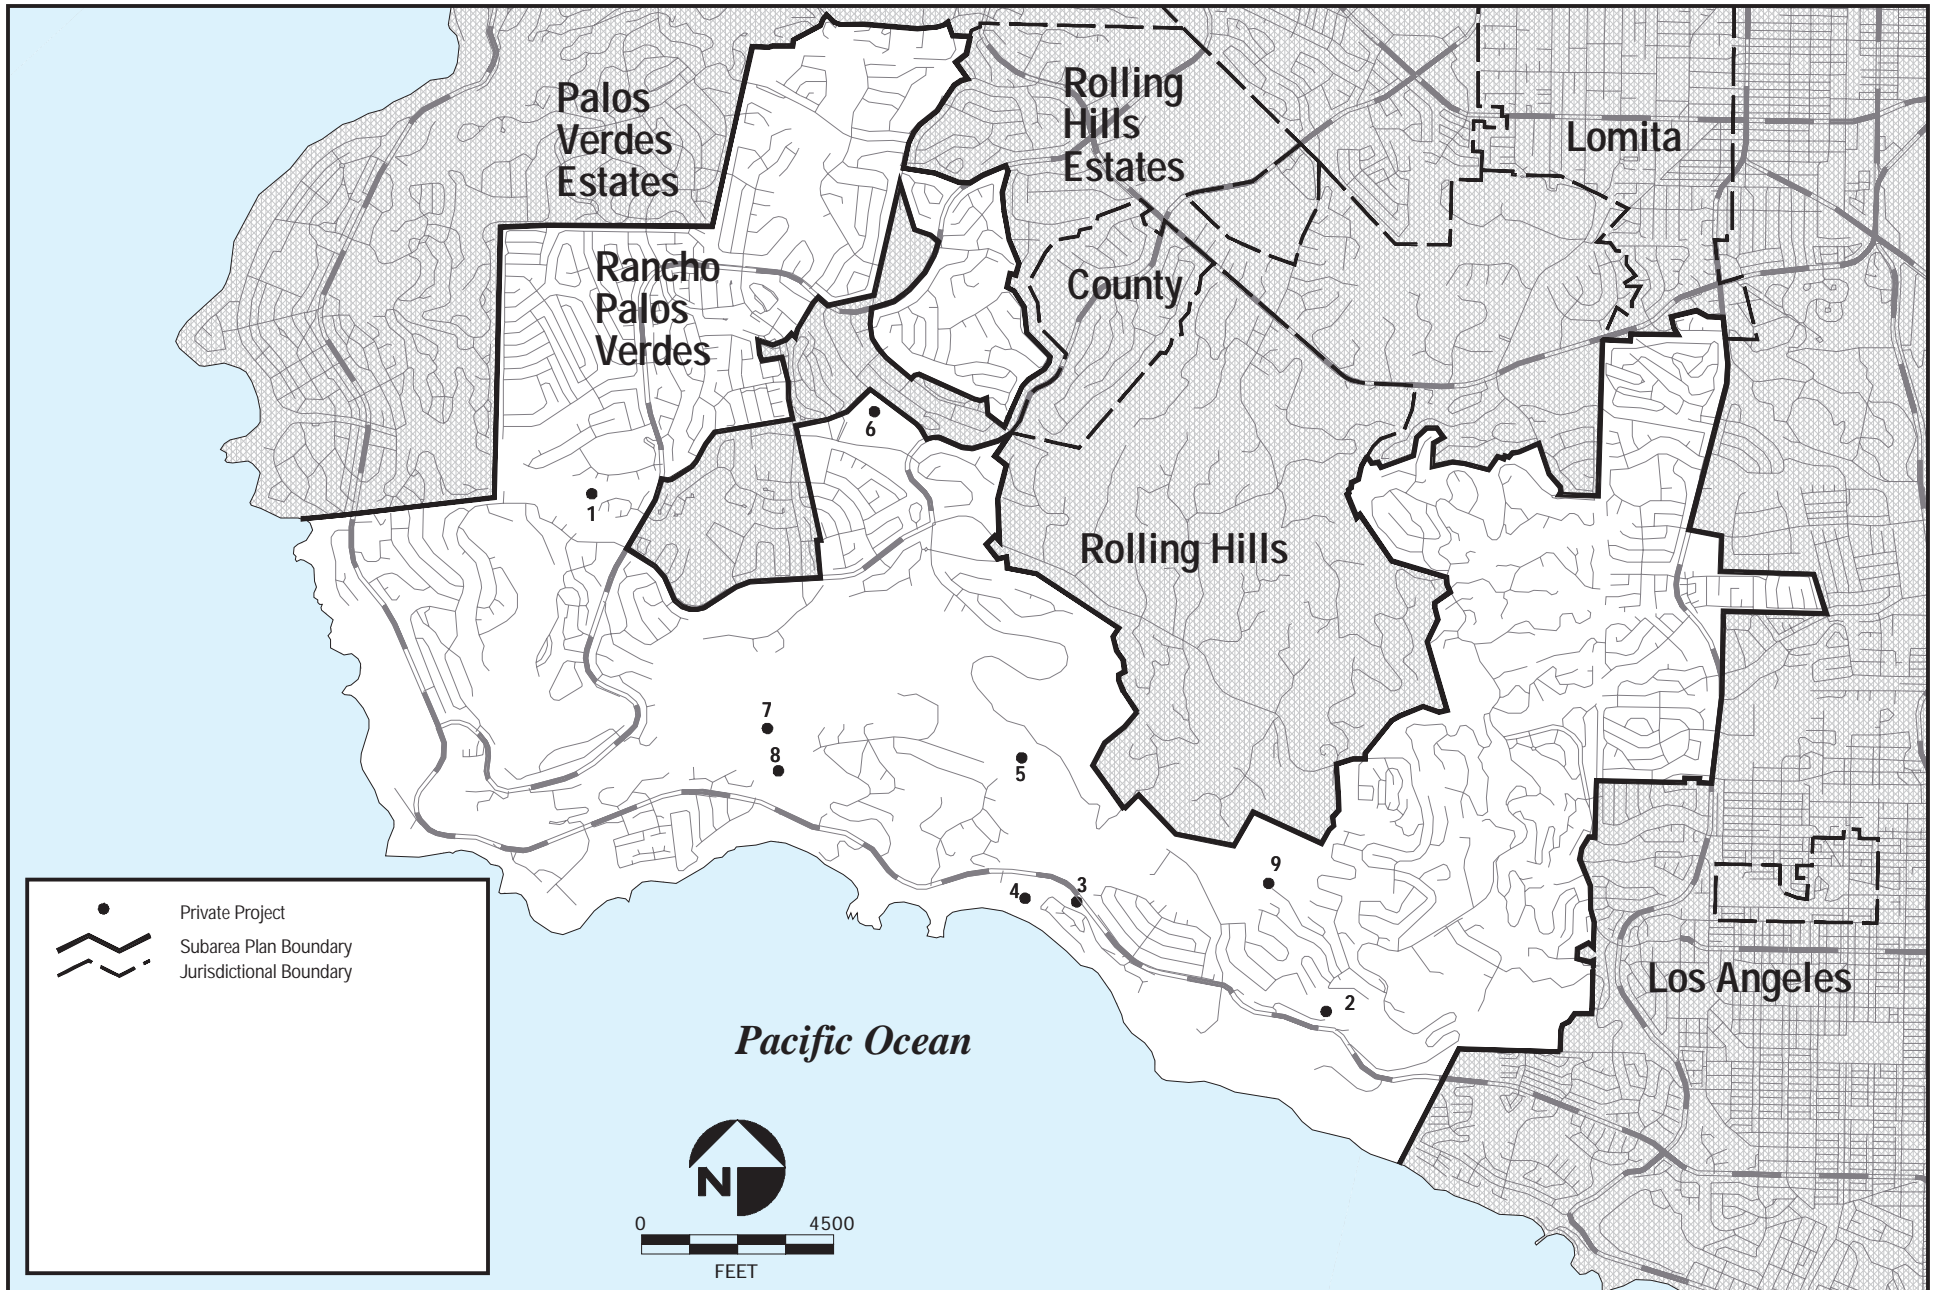 Palos
Verdes
Estates
Rolling
Hills
Estates
Lomita
Rancho
Palos
Verdes
County
6
1
Rolling Hills
7
8
5
9
4
3
2
Private Project
Subarea Plan Boundary
Jurisdictional Boundary
Los Angeles
Pacific Ocean
N
0 4500
FEET